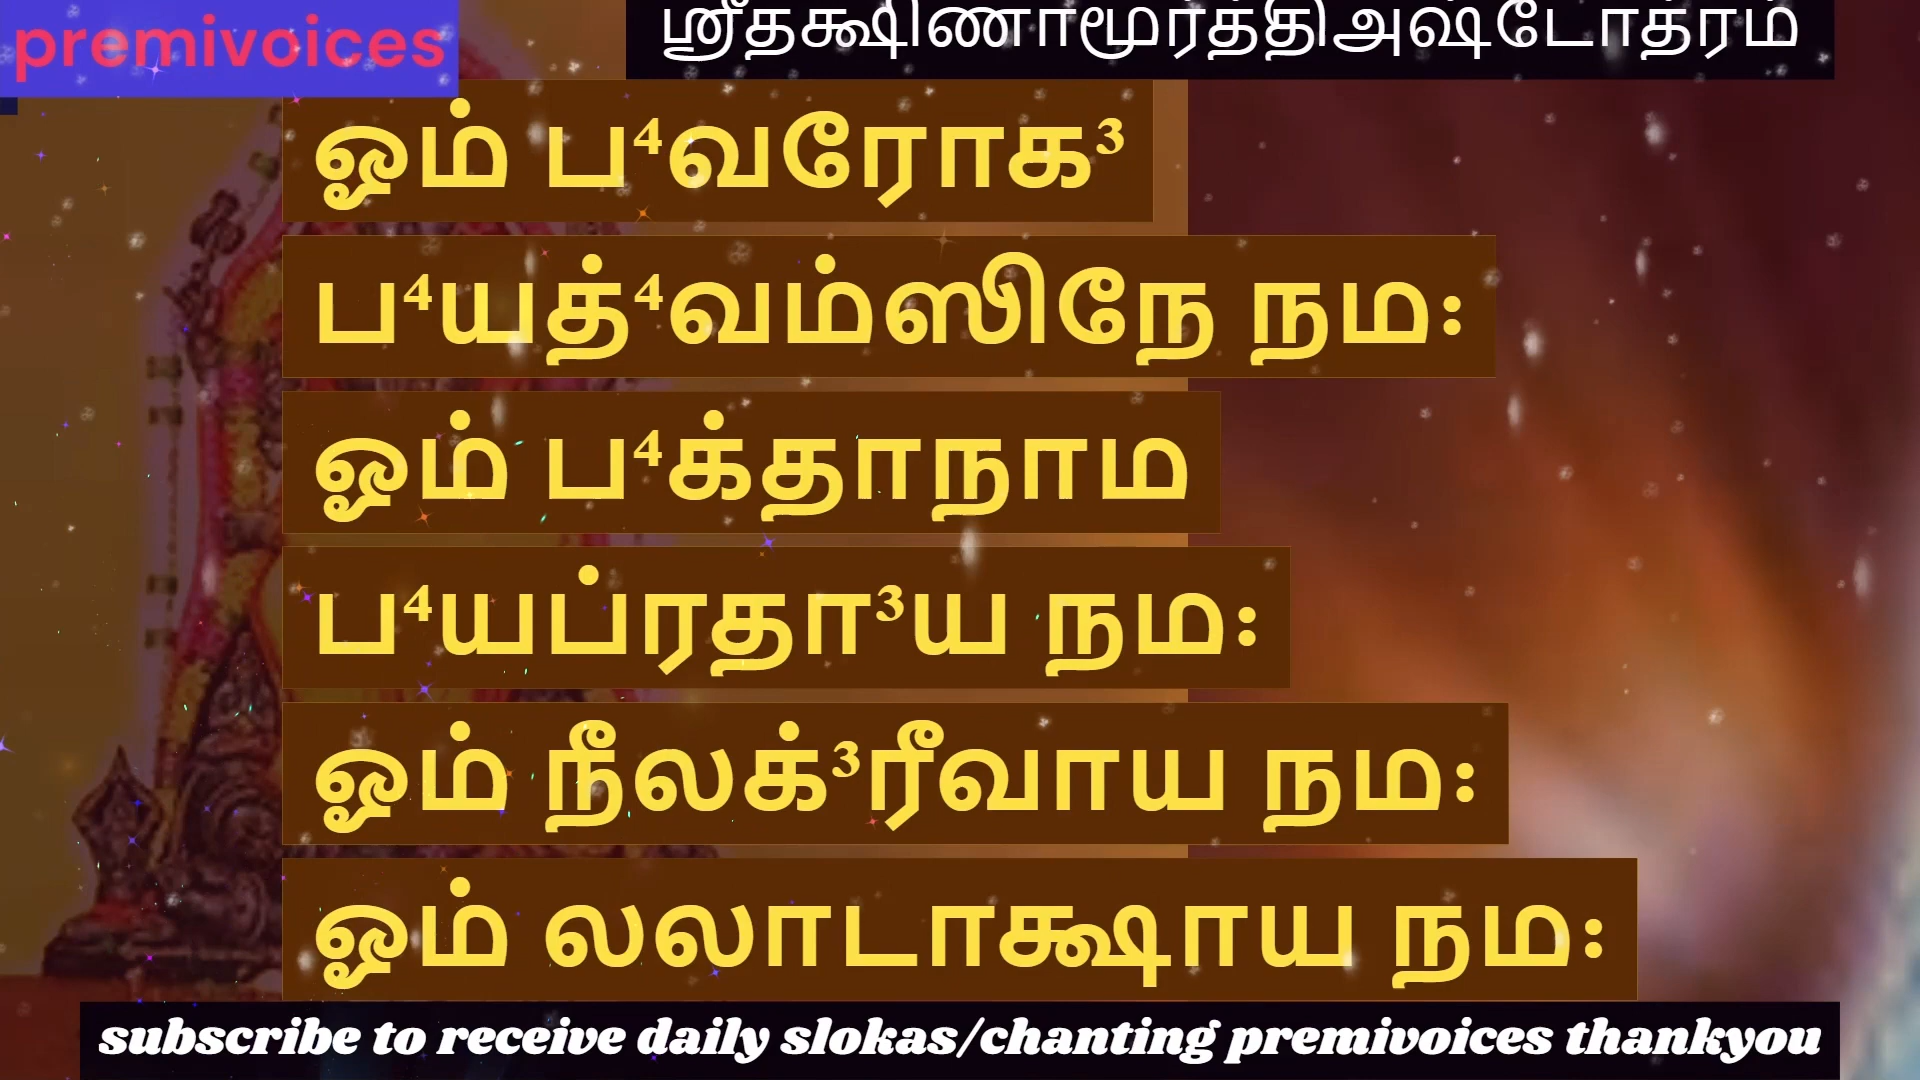 premivoices
ஶ்ரீதக்ஷிணாமூர்த்திஅஷ்டோத்ரம்
ஓம் ப⁴வரோக³
ப⁴யத்⁴வம்ஸிநே நம꞉
ஓம் ப⁴க்தாநாம
ப⁴யப்ரதா³ய நம꞉
ஓம் நீலக்³ரீவாய நம꞉
ஓம் லலாடாக்ஷாய நம꞉
subscribe to receive daily slokas/chanting premivoices thankyou